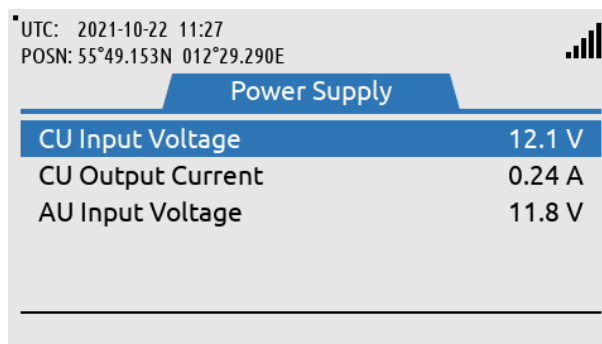 UTC: 2021-10-22 11:27
POSN: 55°49.153N 012°29.290E
Power Supply
CU Input Voltage 12.1 V
CU Output Current 0.24 A
AU Input Voltage 11.8 V